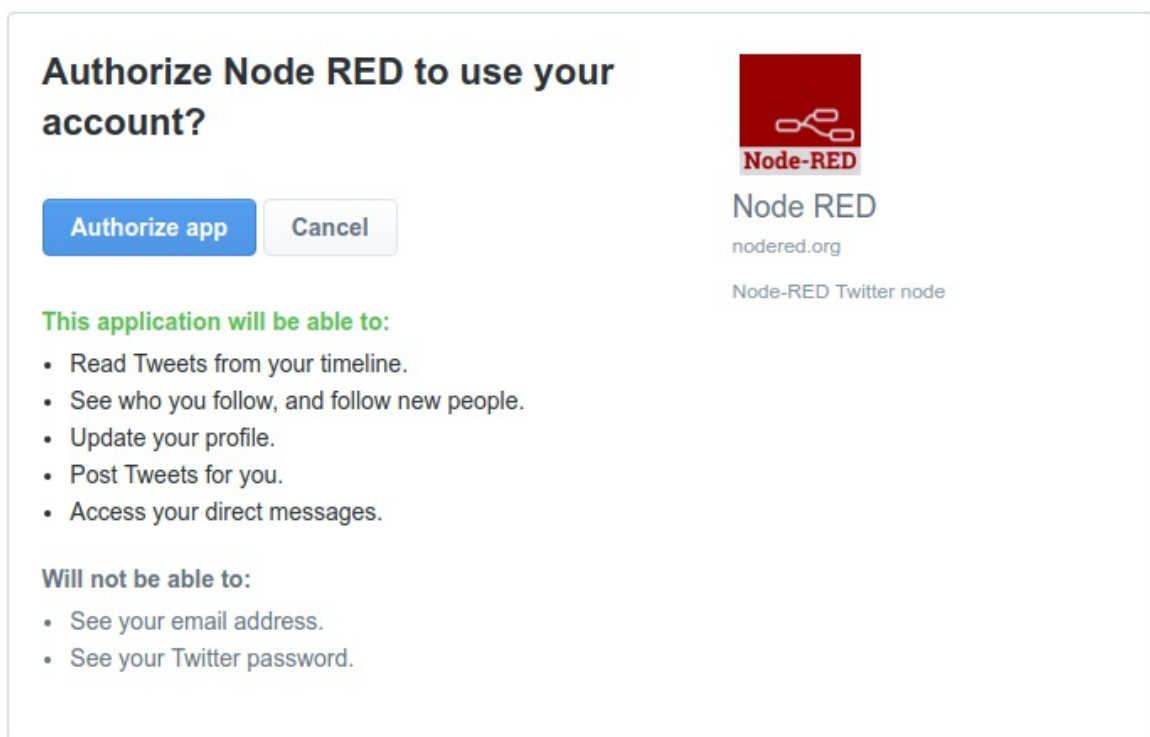 Authorize Node RED to use your
account?
Authorize app
Cancel
This application will be able to:
• Read Tweets from your timeline.
• See who you follow, and follow new people.
• Update your profile.
• Post Tweets for you.
• Access your direct messages.
Will not be able to:
• See your email address.
• See your Twitter password.
Node-RED
Node RED
nodered.org
Node-RED Twitter node